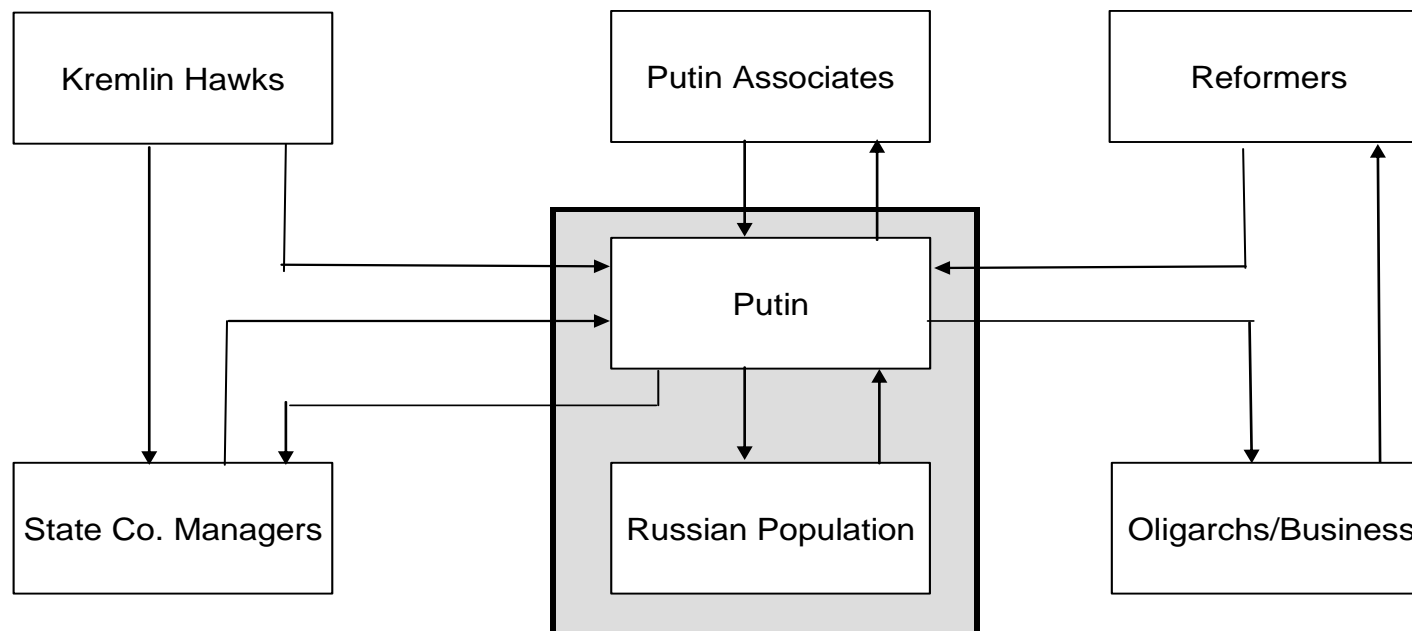 Kremlin Hawks
Putin Associates
Reformers
Putin
State Co. Managers
Russian Population
Oligarchs/Business